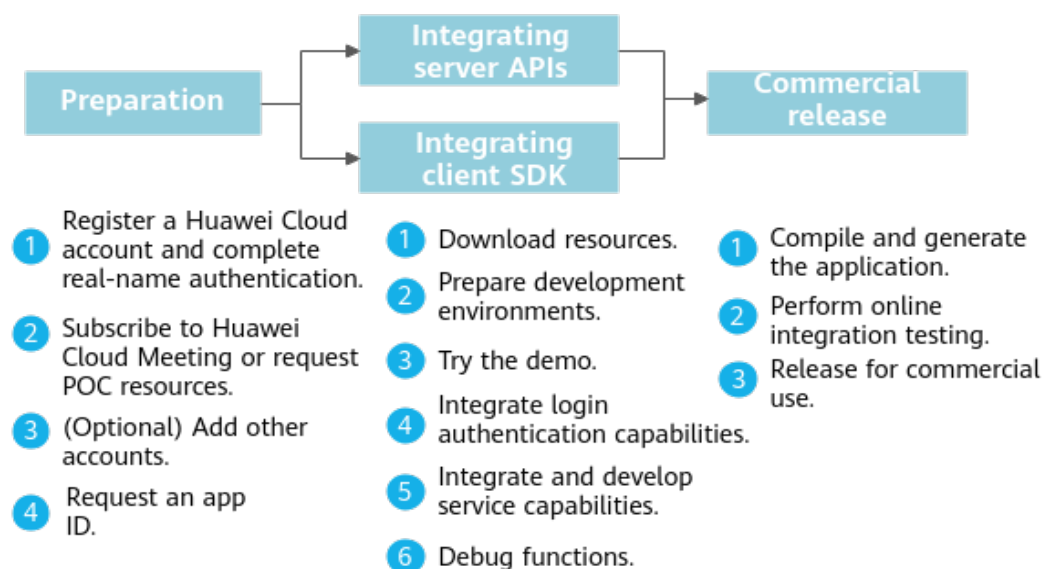 Preparation
Integrating
server APIs
Integrating
client SDK
Commercial
release
1
Register a Huawei Cloud
account and complete
real-name authentication.
2
Subscribe to Huawei
Cloud Meeting or request
POC resources.
3
(Optional) Add other
accounts.
4
Request an app
ID.
1
Download resources.
2
Prepare development
environments.
3
Try the demo.
4
Integrate login
authentication capabilities.
5
Integrate and develop
service capabilities.
6
Debug functions.
1
Compile and generate
the application.
2
Perform online
integration testing.
3
Release for commercial
use.